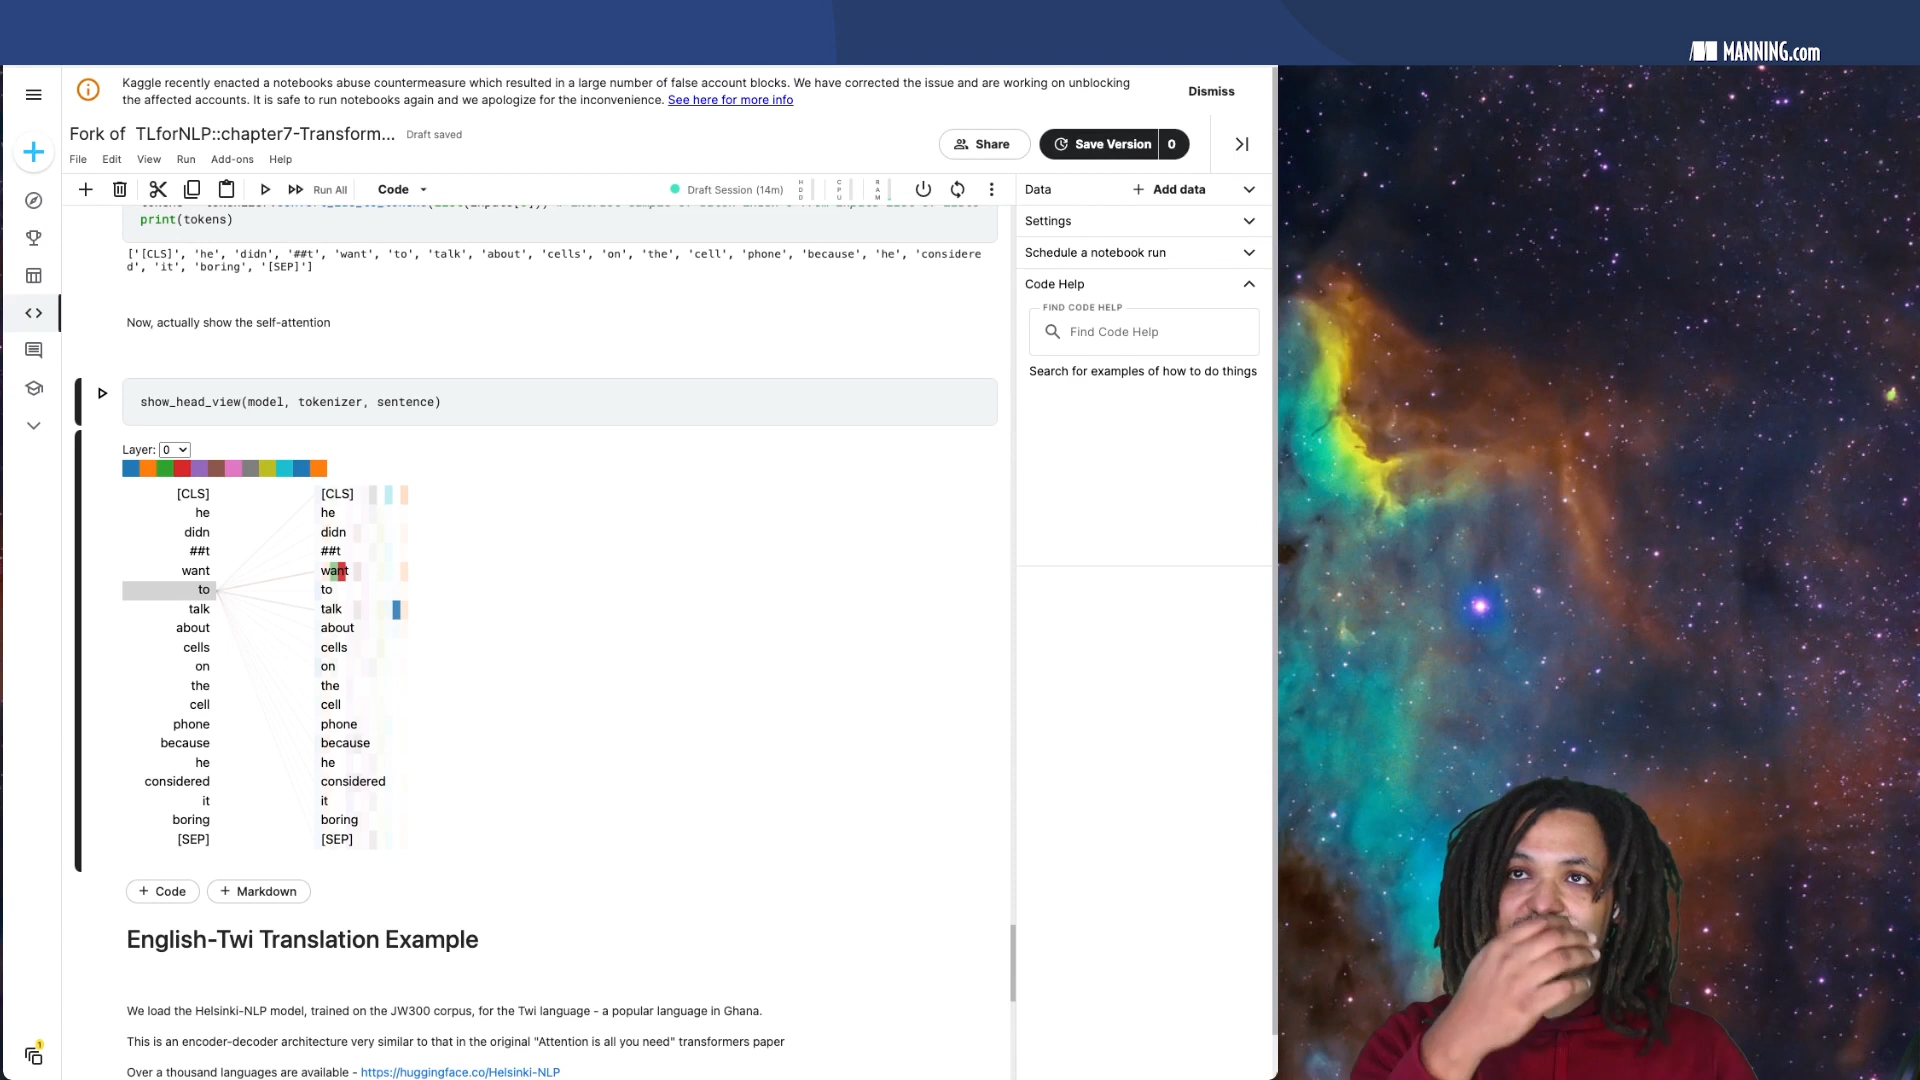 MANNING.com
Kaggle recently enacted a notebooks abuse countermeasure which resulted in a large number of false account blocks. We have corrected the issue and are working on unblocking
the affected accounts. It is safe to run notebooks again and we apologize for the inconvenience. See here for more info
Dismiss
Fork of TLforNLP::chapter7-Transform...
Draft saved
Share
Save Version
0
File Edit View Run Add-ons Help
Run All
Code
Draft Session (14m)
HDD
CPU
RAM
Data
Add data
print(tokens)
['[CLS]', 'he', 'didn', '##t', 'want', 'to', 'talk', 'about', 'cells', 'on', 'the', 'cell', 'phone', 'because', 'he', 'considere
d', 'it', 'boring', '[SEP]']
Now, actually show the self-attention
show_head_view(model, tokenizer, sentence)
Layer: 0
[CLS] [CLS]
he he
didn didn
##t ##t
want want
to to
talk talk
about about
cells cells
on on
the the
cell cell
phone phone
because because
he he
considered considered
it it
boring boring
[SEP] [SEP]
+ Code
+ Markdown
English-Twi Translation Example
We load the Helsinki-NLP model, trained on the JW300 corpus, for the Twi language - a popular language in Ghana.
This is an encoder-decoder architecture very similar to that in the original "Attention is all you need" transformers paper
Over a thousand languages are available - https://huggingface.co/Helsinki-NLP
Settings
Schedule a notebook run
Code Help
FIND CODE HELP
Find Code Help
Search for examples of how to do things
1